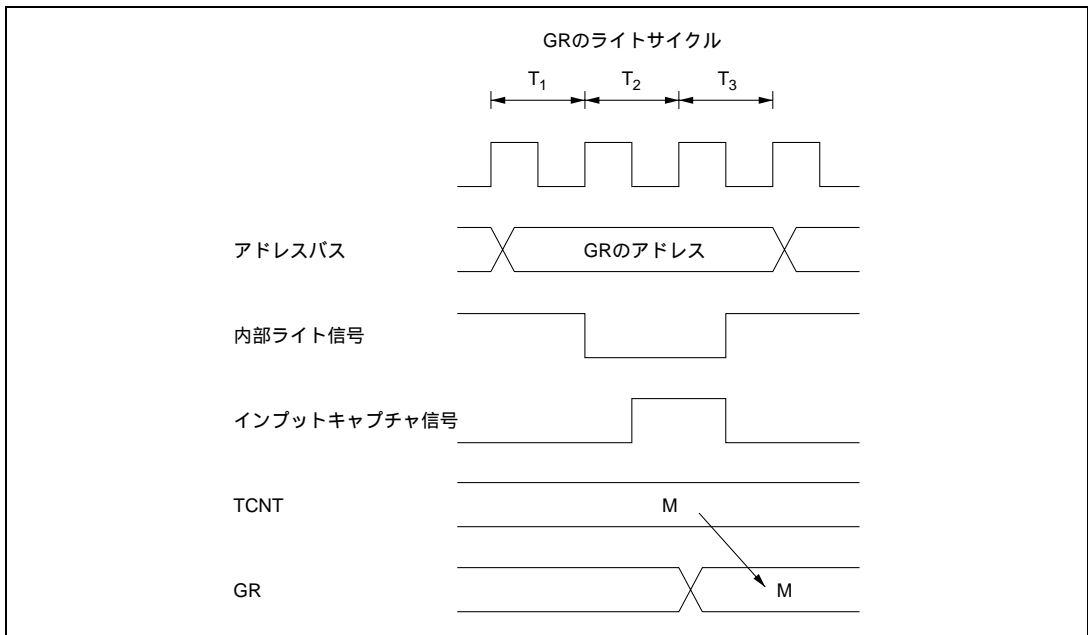 GRのライトサイクル
T₁ T₂ T₃
アドレスバス GRのアドレス
内部ライト信号
インプットキャプチャ信号
TCNT M
GR M